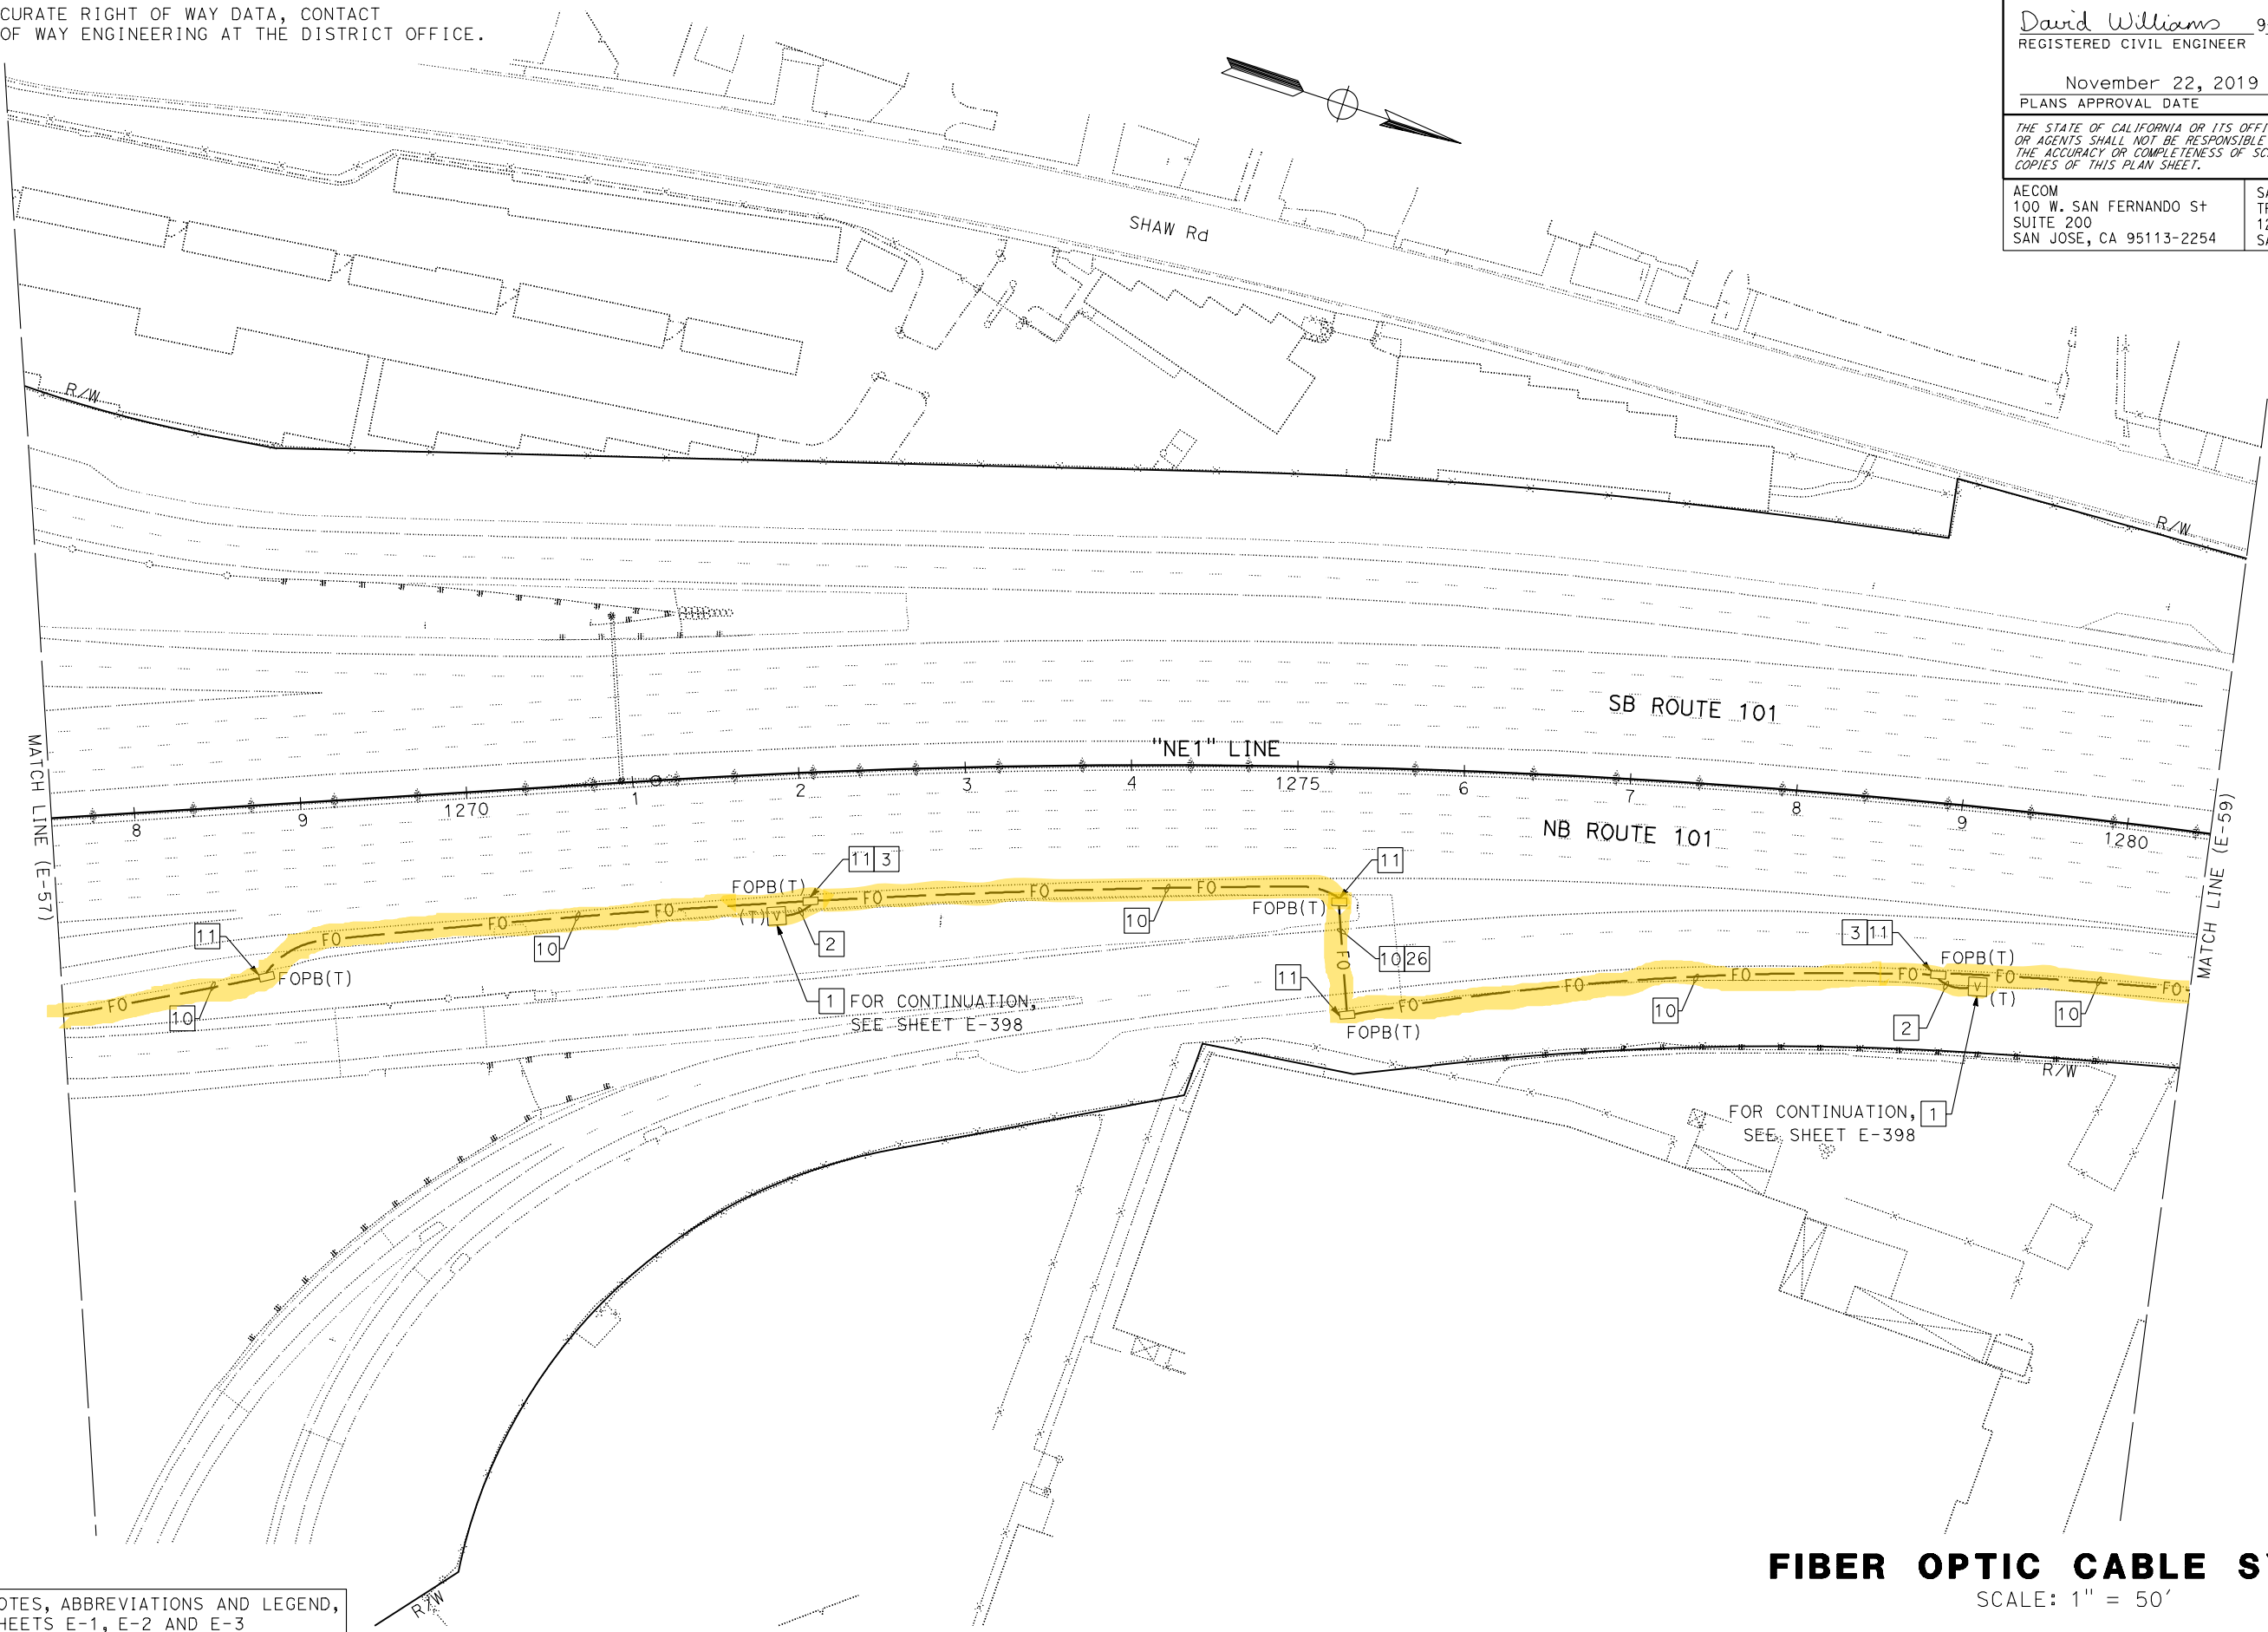 CURATE RIGHT OF WAY DATA, CONTACT
OF WAY ENGINEERING AT THE DISTRICT OFFICE.
David Williams 9
REGISTERED CIVIL ENGINEER
November 22, 2019
PLANS APPROVAL DATE
THE STATE OF CALIFORNIA OR ITS OFFI
OR AGENTS SHALL NOT BE RESPONSIBLE
THE ACCURACY OR COMPLETENESS OF SC
COPIES OF THIS PLAN SHEET.
AECOM
100 W. SAN FERNANDO St
SUITE 200
SAN JOSE, CA 95113-2254
SA
TR
12
SA
SHAW Rd
R/W
R/W
SB ROUTE 101
"NE1" LINE
MATCH LINE (E-57)
8 9 1270 1 2 3 4 1275 6 7 8 9 1280
NB ROUTE 101
MATCH LINE (E-59)
11 3
11
FOPB(T)
FO FO FO FO FO FO
FOPB(T)
(T) V
10
2
11
10
3 11
FOPB(T)
FOPB(T)
10 26
FO
11
FO FO FO FO FO FO
V
(T)
FO
10
1 FOR CONTINUATION,
SEE SHEET E-398
10
2
10
FOPB(T)
R/W
FOR CONTINUATION, 1
SEE SHEET E-398
FIBER OPTIC CABLE SY
SCALE: 1" = 50'
OTES, ABBREVIATIONS AND LEGEND,
HEETS E-1, E-2 AND E-3
R/W